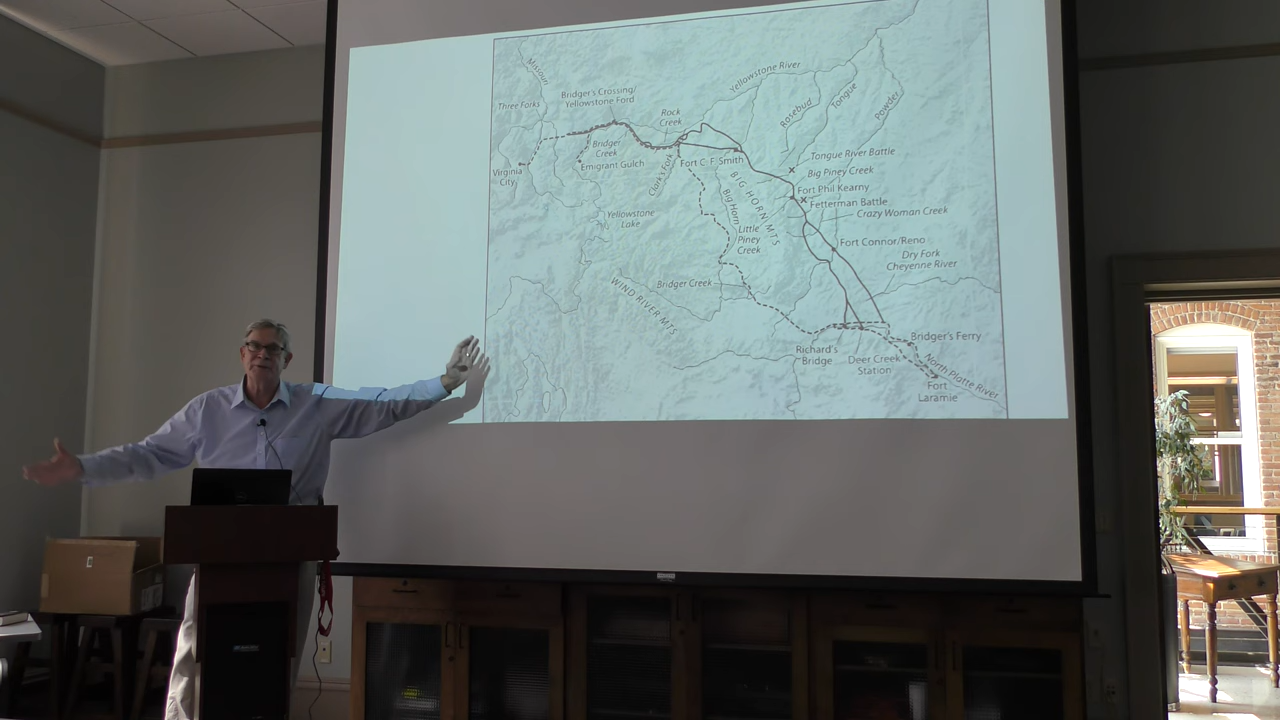 Missouri
Three Forks
Bridger's Crossing/
Yellowstone Ford
Rock
Creek
Yellowstone River
Rosebud
Tongue
Powder
Bridger
Creek
Emigrant Gulch
Virginia
City
Clark's Fork
Fort C. F. Smith
Tongue River Battle
Big Piney Creek
Fort Phil Kearny
Fetterman Battle
Crazy Woman Creek
BIG HORN MTS
Big Horn
Little
Piney
Creek
Yellowstone
Lake
Fort Connor/Reno
Dry Fork
Cheyenne River
Bridger Creek
WIND RIVER MTS
Bridger's Ferry
Richard's
Bridge
Deer Creek
Station
North Platte River
Fort
Laramie